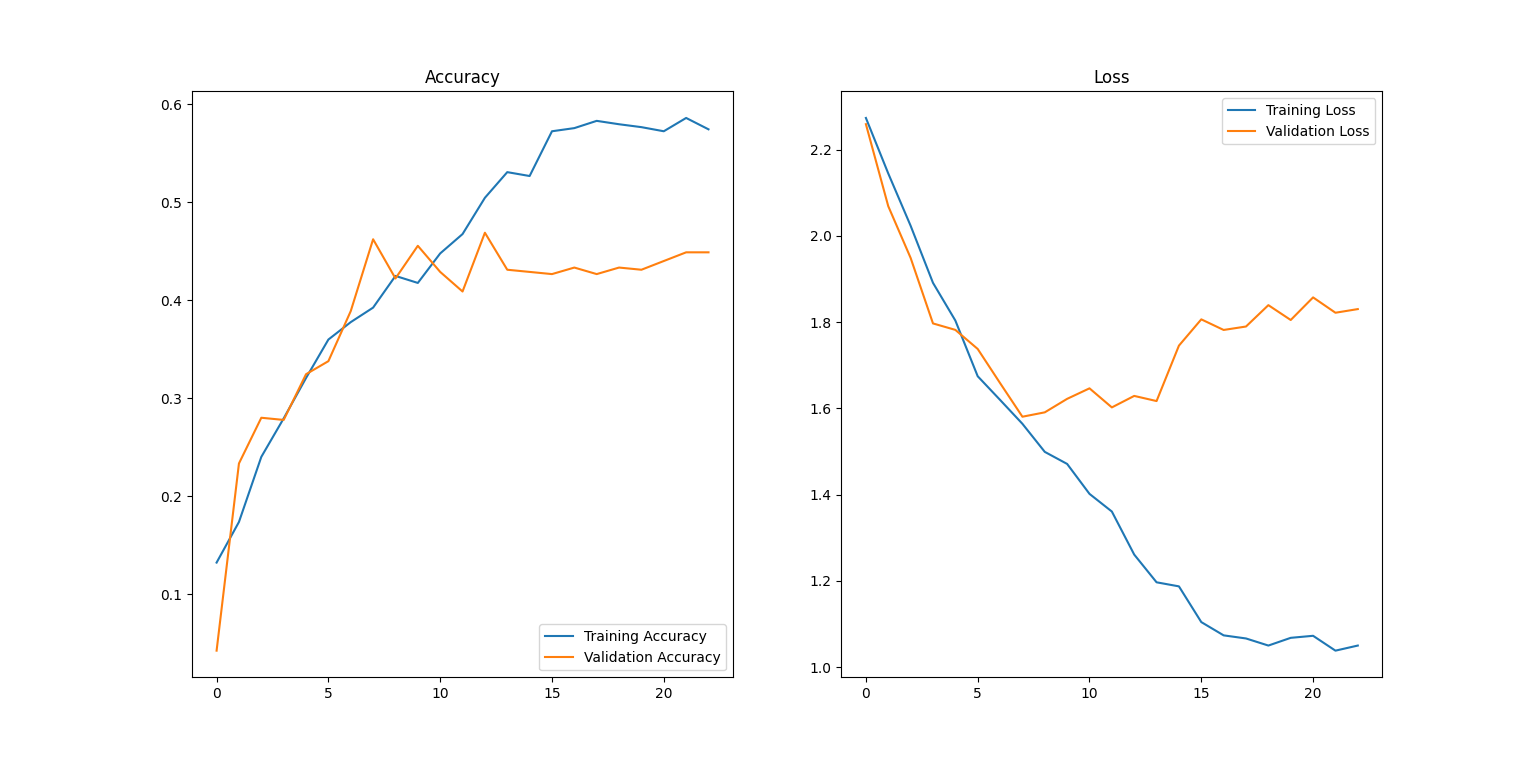 Accuracy
0.6
0.5
0.4
0.3
0.2
0.1
0 5 10 15 20
Training Accuracy
Validation Accuracy
Loss
2.2
2.0
1.8
1.6
1.4
1.2
1.0
0 5 10 15 20
Training Loss
Validation Loss